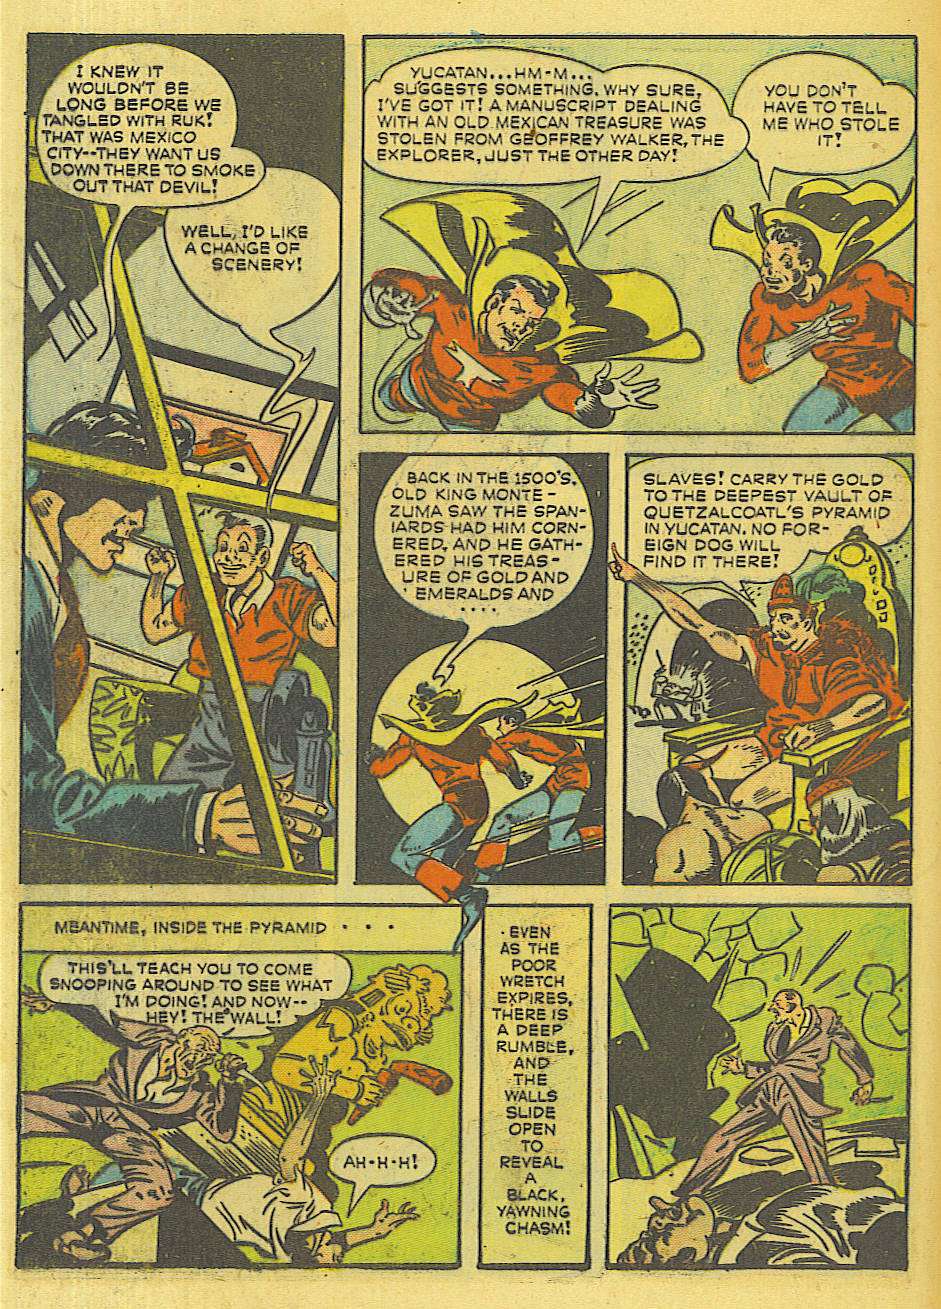 I KNEW IT
WOULDN'T BE
LONG BEFORE WE
TANGLED WITH RUK!
THAT WAS MEXICO
CITY--THEY WANT US
DOWN THERE TO SMOKE
OUT THAT DEVIL!
WELL, I'D LIKE
A CHANGE OF
SCENERY!
YUCATAN...HM-M...
SUGGESTS SOMETHING. WHY SURE,
I'VE GOT IT! A MANUSCRIPT DEALING
WITH AN OLD MEXICAN TREASURE WAS
STOLEN FROM GEOFFREY WALKER, THE
EXPLORER, JUST THE OTHER DAY!
YOU DON'T
HAVE TO TELL
ME WHO STOLE
IT!
BACK IN THE 1500'S,
OLD KING MONTE-
ZUMA SAW THE SPAN-
IARDS HAD HIM CORN-
ERED, AND HE GATH-
ERED HIS TREAS-
URE OF GOLD AND
EMERALDS AND
....
SLAVES! CARRY THE GOLD
TO THE DEEPEST VAULT OF
QUETZALCOATL'S PYRAMID
IN YUCATAN. NO FOR-
EIGN DOG WILL
FIND IT THERE!
MEANTIME, INSIDE THE PYRAMID . . .
THIS'LL TEACH YOU TO COME
SNOOPING AROUND TO SEE WHAT
I'M DOING! AND NOW--
HEY! THE WALL!
AH-H-H!
. EVEN
AS THE
POOR
WRETCH
EXPIRES,
THERE IS
A DEEP
RUMBLE,
AND
THE
WALLS
SLIDE
OPEN
TO
REVEAL
A
BLACK,
YAWNING
CHASM!